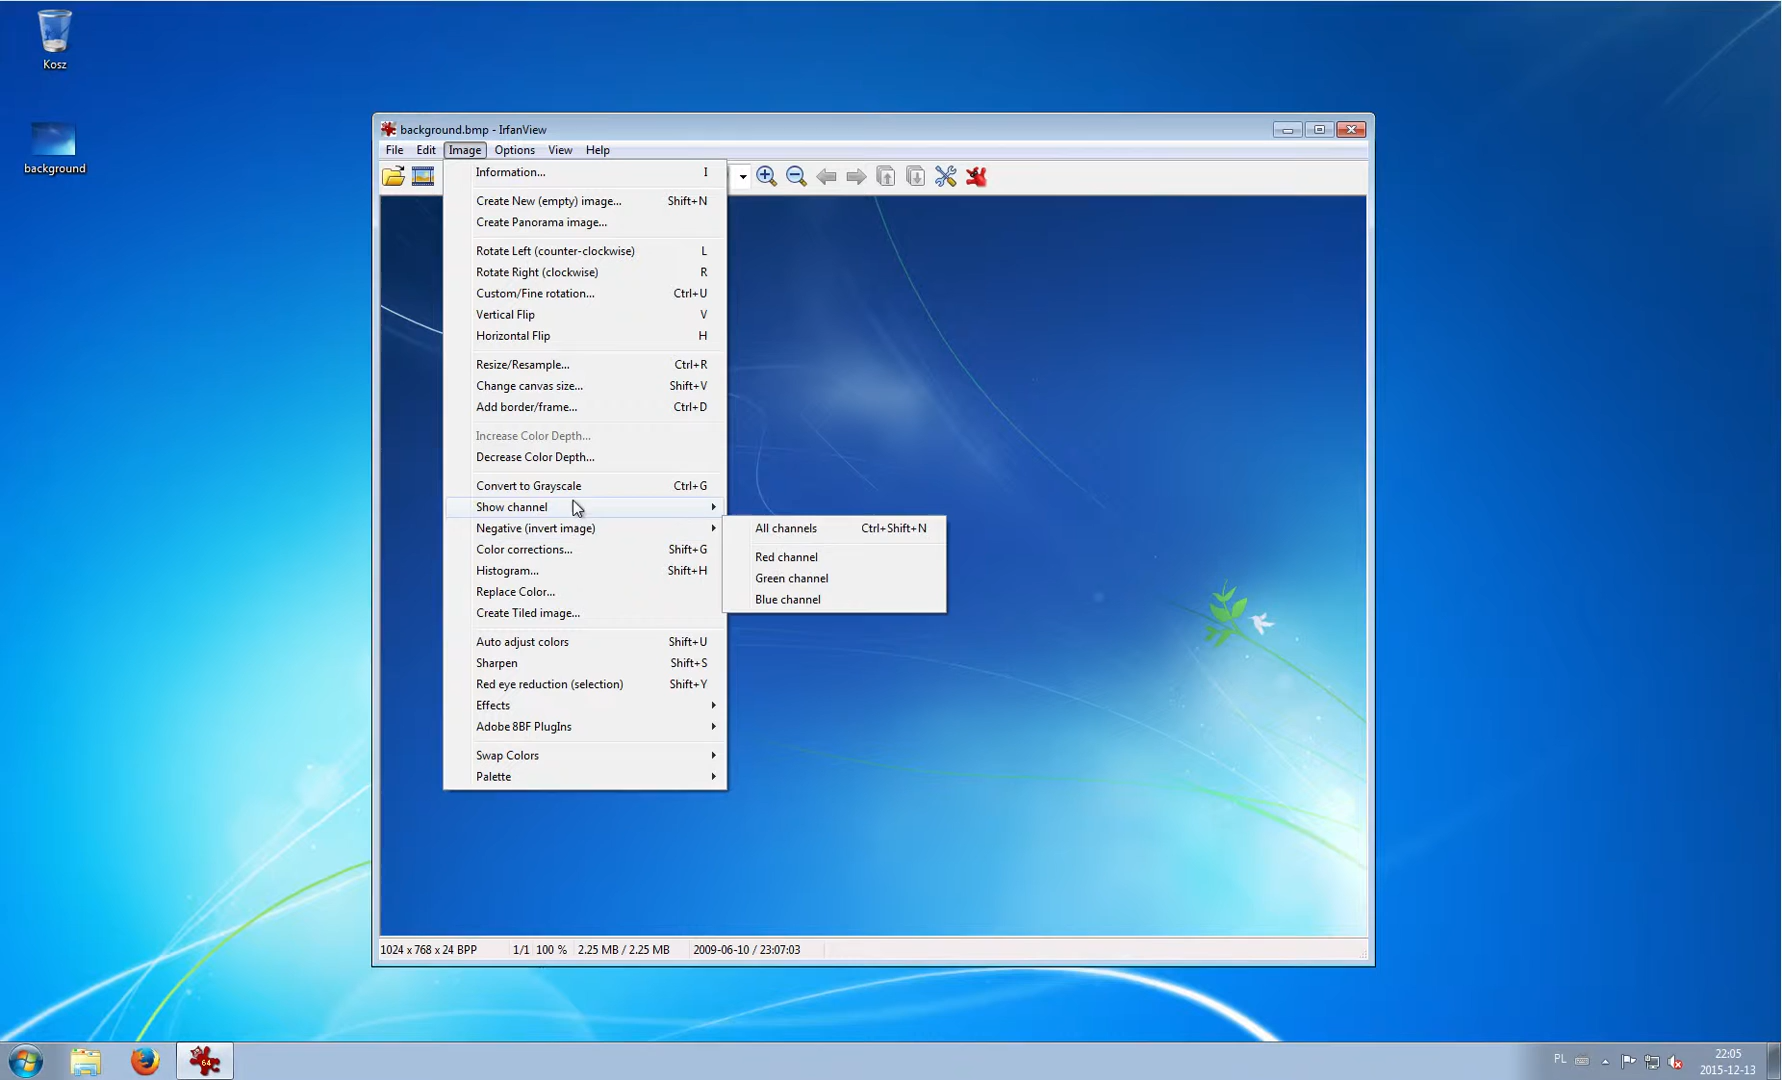 Kosz
background
background.bmp - IrfanView
File Edit Image Options View Help
Information... I
Create New (empty) image... Shift+N
Create Panorama image...
Rotate Left (counter-clockwise) L
Rotate Right (clockwise) R
Custom/Fine rotation... Ctrl+U
Vertical Flip V
Horizontal Flip H
Resize/Resample... Ctrl+R
Change canvas size... Shift+V
Add border/frame... Ctrl+D
Increase Color Depth...
Decrease Color Depth...
Convert to Grayscale Ctrl+G
Show channel
Negative (invert image)
Color corrections... Shift+G
Histogram... Shift+H
Replace Color...
Create Tiled image...
Auto adjust colors Shift+U
Sharpen Shift+S
Red eye reduction (selection) Shift+Y
Effects
Adobe 8BF PlugIns
Swap Colors
Palette
All channels Ctrl+Shift+N
Red channel
Green channel
Blue channel
1024 x 768 x 24 BPP 1/1 100 % 2.25 MB / 2.25 MB 2009-06-10 / 23:07:03
64
PL
22:05
2015-12-13